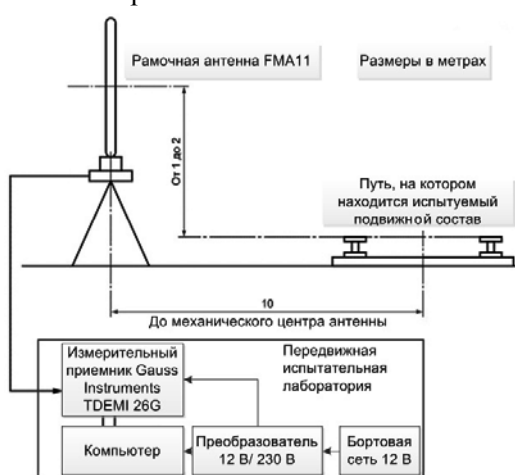 Рамочная антенна FMA11
Размеры в метрах
От 1 до 2
Путь, на котором
находится испытуемый
подвижной состав
10
До механического центра антенны
Измерительный
приемник Gauss
Instruments
TDEMI 26G
Передвижная
испытательная
лаборатория
Компьютер
Преобразователь
12 В/ 230 В
Бортовая
сеть 12 В